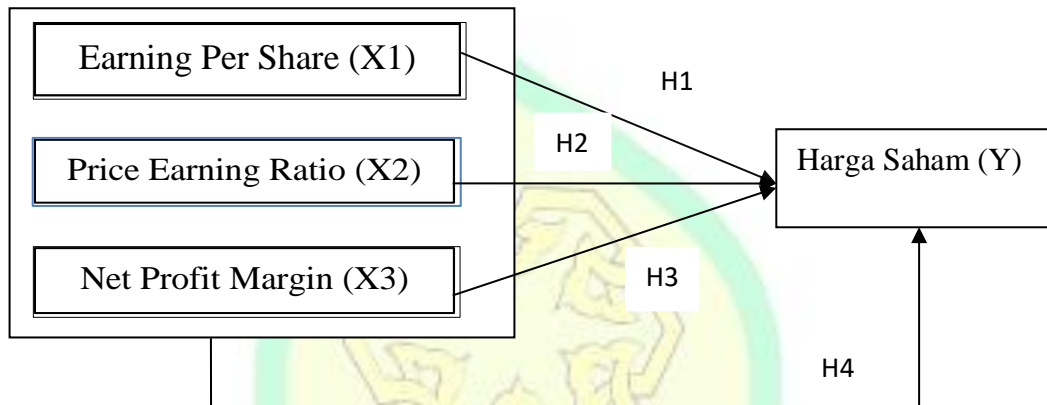 Earning Per Share (X1)
H1
H2
Harga Saham (Y)
Price Earning Ratio (X2)
Net Profit Margin (X3)
H3
H4